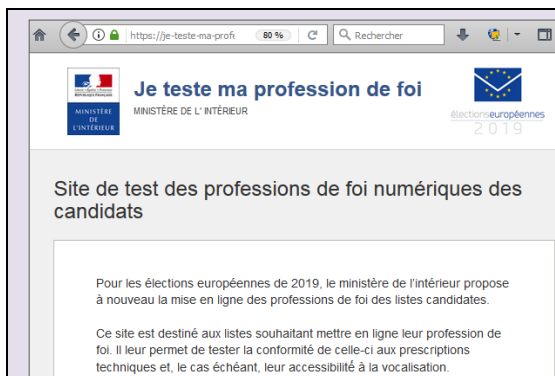 https://je-teste-ma-profi 80 % Rechercher
Je teste ma profession de foi
MINISTÈRE DE L' INTÉRIEUR
MINISTÈRE
DE
L'INTÉRIEUR
électionseuropéennes
2019
Site de test des professions de foi numériques des
candidats
Pour les élections européennes de 2019, le ministère de l'intérieur propose
à nouveau la mise en ligne des professions de foi des listes candidates.
Ce site est destiné aux listes souhaitant mettre en ligne leur profession de
foi. Il leur permet de tester la conformité de celle-ci aux prescriptions
techniques et, le cas échéant, leur accessibilité à la vocalisation.